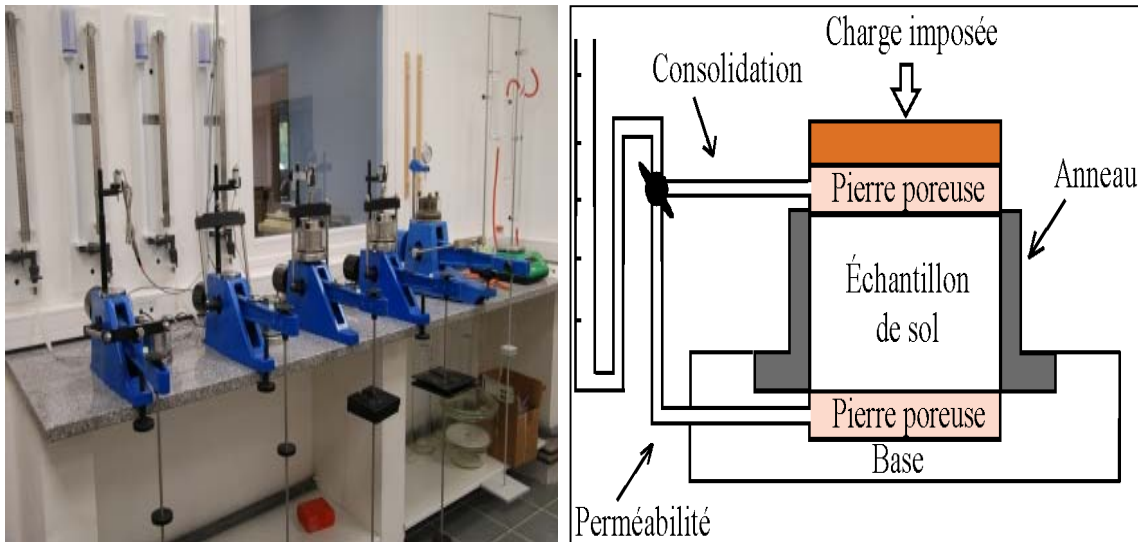 Charge imposée
Consolidation
Pierre poreuse
Anneau
Échantillon
de sol
Pierre poreuse
Base
Perméabilité